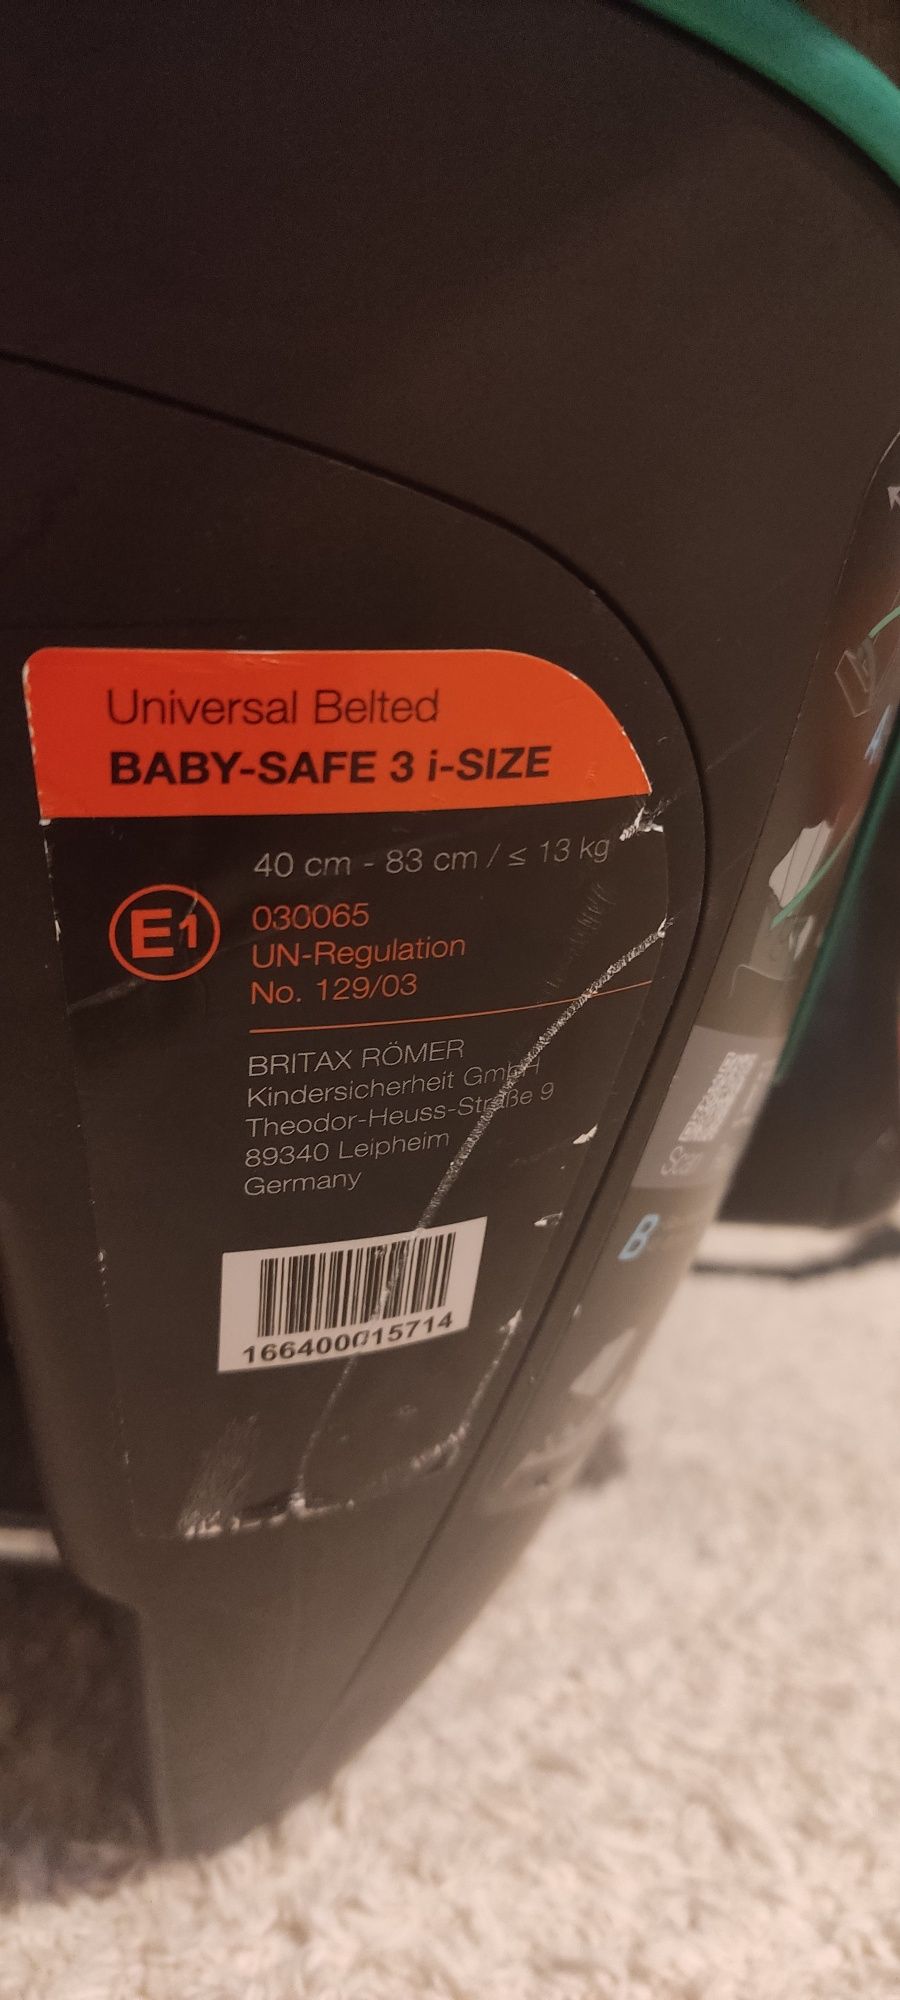 Universal Belted
BABY-SAFE 3 i-SIZE
40 cm - 83 cm / ≤ 13 kg
E1
030065
UN-Regulation
No. 129/03
BRITAX RÖMER
Kindersicherheit GmbH
Theodor-Heuss-Straße 9
89340 Leipheim
Germany
166400015714
Scan
B